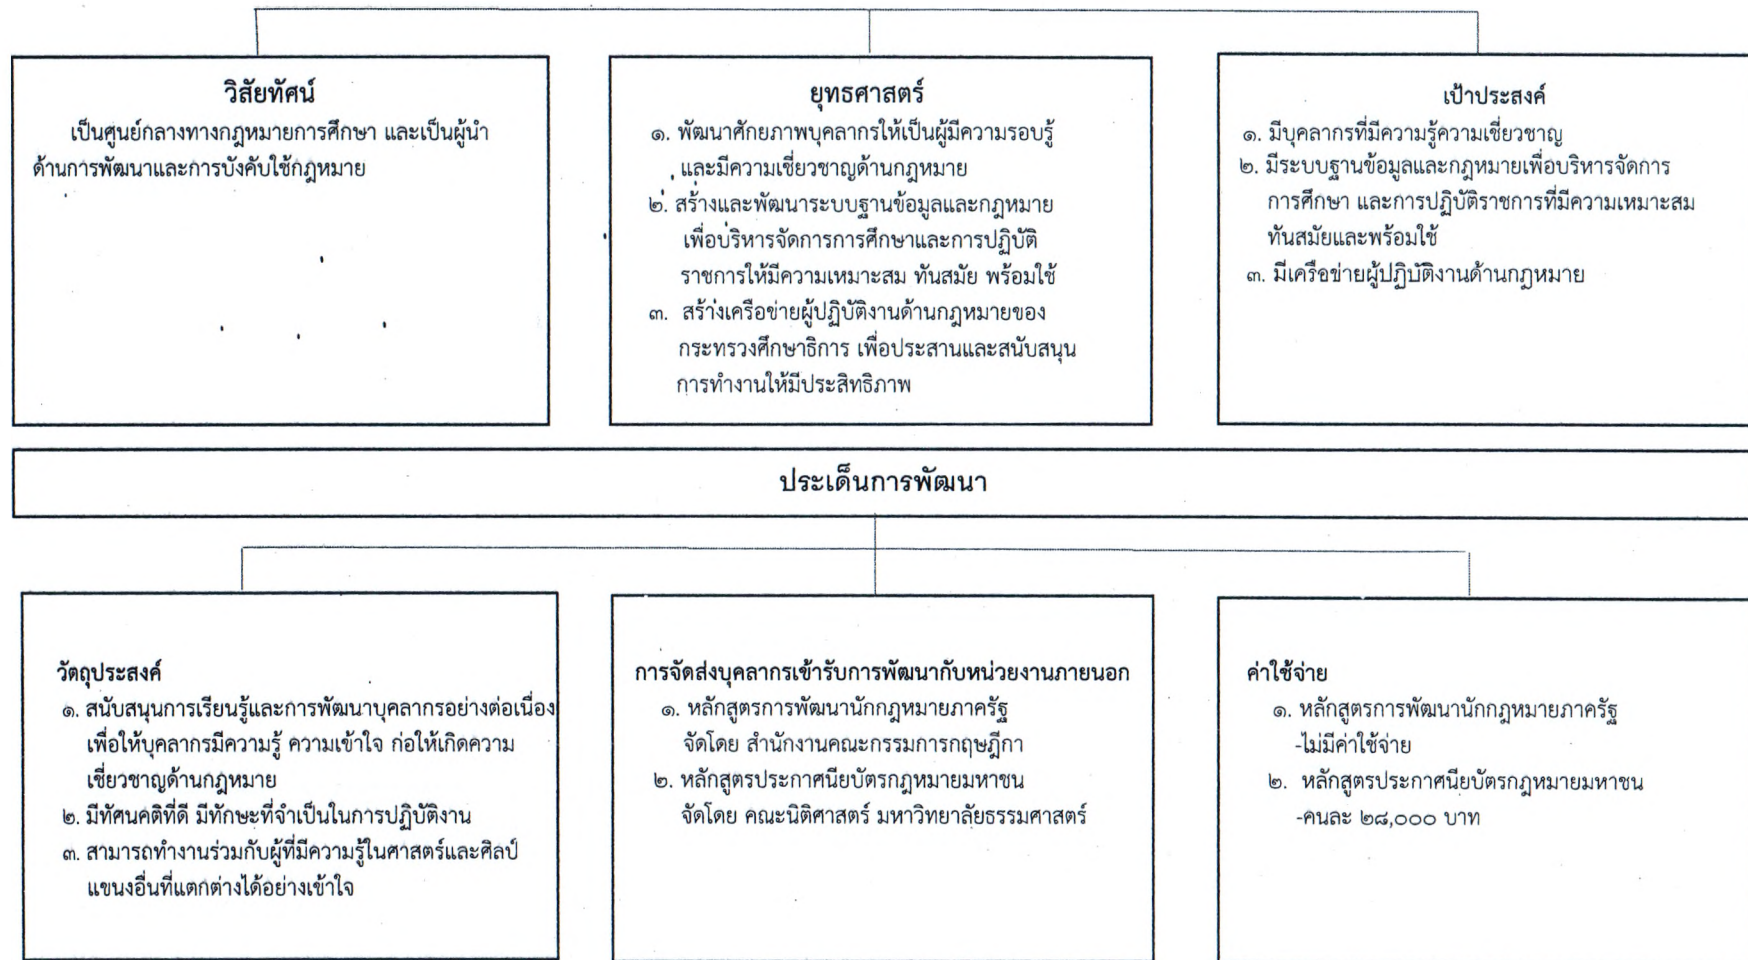 วิสัยทัศน์
เป็นศูนย์กลางทางกฎหมายการศึกษา และเป็นผู้นำ
ด้านการพัฒนาและการบังคับใช้กฎหมาย
ยุทธศาสตร์
๑. พัฒนาศักยภาพบุคลากรให้เป็นผู้มีความรอบรู้
และมีความเชี่ยวชาญด้านกฎหมาย
๒. สร้างและพัฒนาระบบฐานข้อมูลและกฎหมาย
เพื่อบริหารจัดการการศึกษาและการปฏิบัติ
ราชการให้มีความเหมาะสม ทันสมัย พร้อมใช้
๓. สร้างเครือข่ายผู้ปฏิบัติงานด้านกฎหมายของ
กระทรวงศึกษาธิการ เพื่อประสานและสนับสนุน
การทำงานให้มีประสิทธิภาพ
เป้าประสงค์
๑. มีบุคลากรที่มีความรู้ความเชี่ยวชาญ
๒. มีระบบฐานข้อมูลและกฎหมายเพื่อบริหารจัดการ
การศึกษา และการปฏิบัติราชการที่มีความเหมาะสม
ทันสมัยและพร้อมใช้
๓. มีเครือข่ายผู้ปฏิบัติงานด้านกฎหมาย
ประเด็นการพัฒนา
วัตถุประสงค์
๑. สนับสนุนการเรียนรู้และการพัฒนาบุคลากรอย่างต่อเนื่อง
เพื่อให้บุคลากรมีความรู้ ความเข้าใจ ก่อให้เกิดความ
เชี่ยวชาญด้านกฎหมาย
๒. มีทัศนคติที่ดี มีทักษะที่จำเป็นในการปฏิบัติงาน
๓. สามารถทำงานร่วมกับผู้ที่มีความรู้ในศาสตร์และศิลป์
แขนงอื่นที่แตกต่างได้อย่างเข้าใจ
การจัดส่งบุคลากรเข้ารับการพัฒนากับหน่วยงานภายนอก
๑. หลักสูตรการพัฒนานักกฎหมายภาครัฐ
จัดโดย สำนักงานคณะกรรมการกฤษฎีกา
๒. หลักสูตรประกาศนียบัตรกฎหมายมหาชน
จัดโดย คณะนิติศาสตร์ มหาวิทยาลัยธรรมศาสตร์
ค่าใช้จ่าย
๑. หลักสูตรการพัฒนานักกฎหมายภาครัฐ
-ไม่มีค่าใช้จ่าย
๒. หลักสูตรประกาศนียบัตรกฎหมายมหาชน
-คนละ ๒๘,๐๐๐ บาท